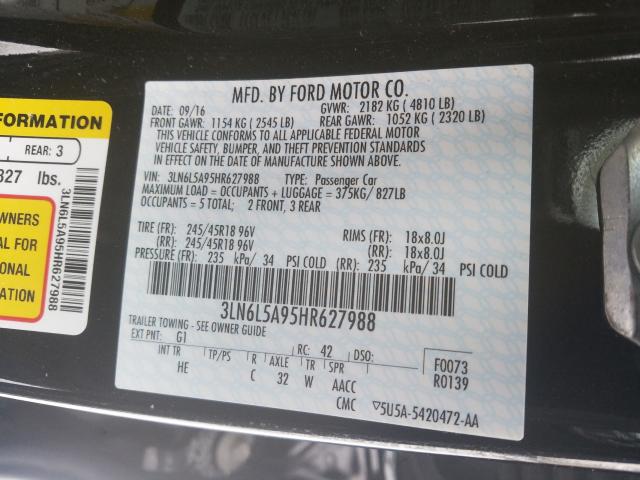 MFD. BY FORD MOTOR CO.
DATE: 09/16 GVWR: 2182 KG ( 4810 LB)
FRONT GAWR: 1154 KG ( 2545 LB) REAR GAWR: 1052 KG ( 2320 LB)
THIS VEHICLE CONFORMS TO ALL APPLICABLE FEDERAL MOTOR
VEHICLE SAFETY, BUMPER, AND THEFT PREVENTION STANDARDS
IN EFFECT ON THE DATE OF MANUFACTURE SHOWN ABOVE.
VIN: 3LN6L5A95HR627988 TYPE: Passenger Car
MAXIMUM LOAD = OCCUPANTS + LUGGAGE = 375KG/ 827LB
OCCUPANTS = 5 TOTAL; 2 FRONT, 3 REAR
TIRE (FR): 245/45R18 96V RIMS (FR): 18x8.0J
(RR): 245/45R18 96V (RR): 18x8.0J
PRESSURE (FR): 235 kPa/ 34 PSI COLD (RR): 235 kPa/ 34 PSI COLD
3LN6L5A95HR627988
TRAILER TOWING - SEE OWNER GUIDE
EXT PNT: G1 RC: 42 DSO: F0073
INT TR TP/PS R AXLE TR SPR R0139
HE C 32 W AACC
CMC ▽5U5A-5420472-AA
FORMATION
REAR: 3
827 lbs.
OWNERS
AL FOR
ONAL
ON
3LN6L5A95HR627988